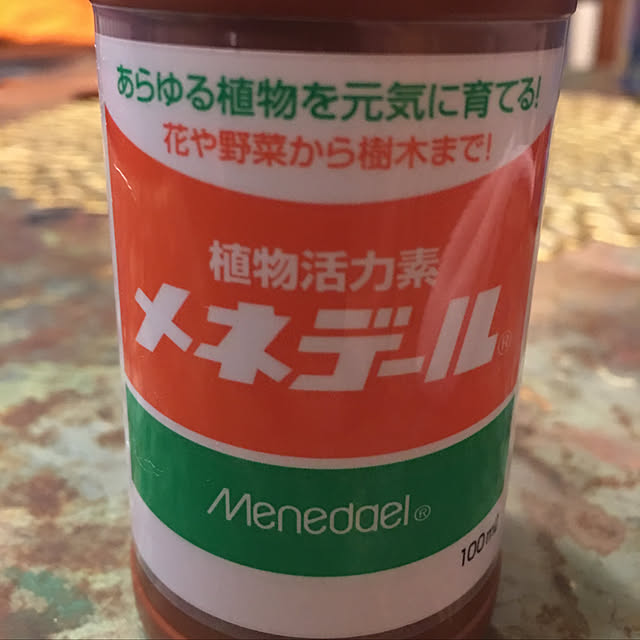 あらゆる植物を元気に育てる!
花や野菜から樹木まで!
植物活力素
メネデール®
Menedael®
100ml